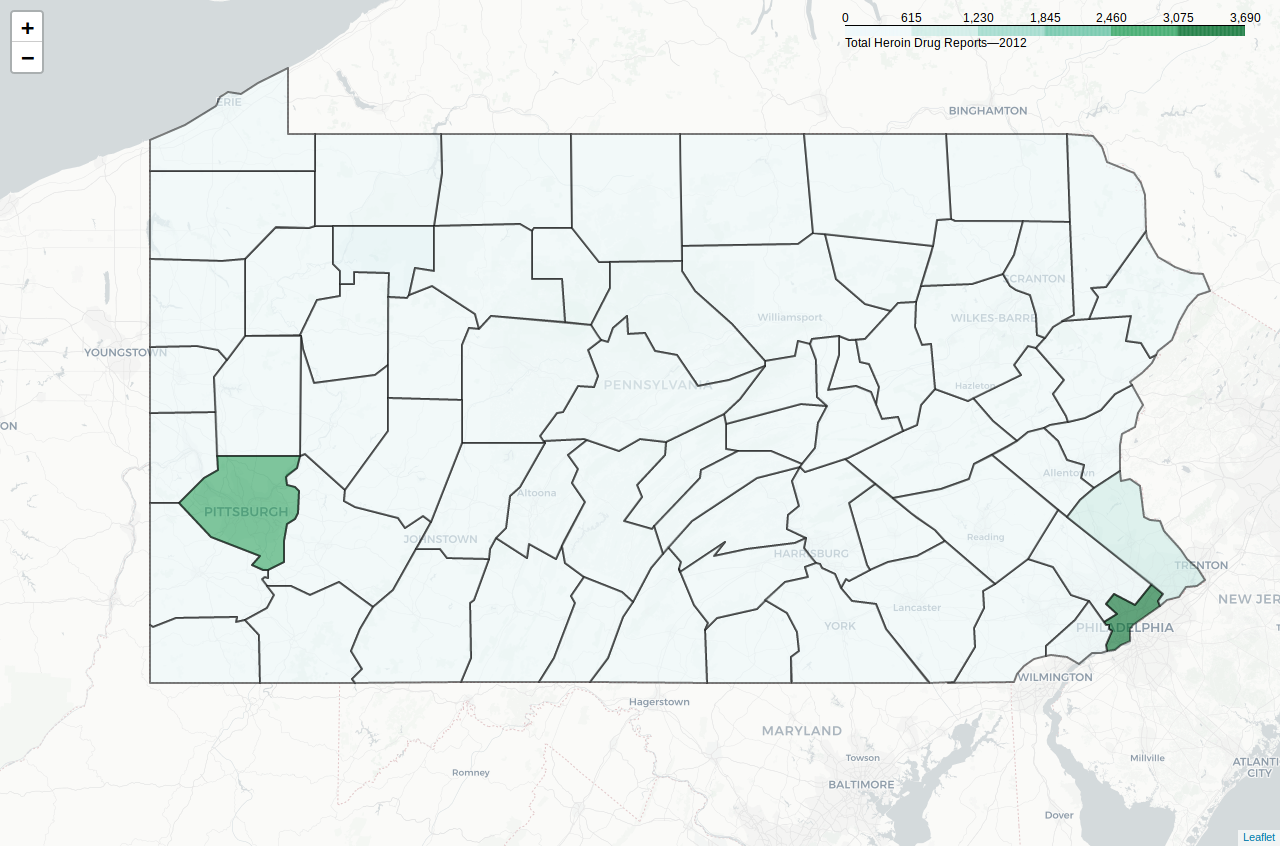 +
−
0 615 1,230 1,845 2,460 3,075 3,690
Total Heroin Drug Reports—2012
ERIE
BINGHAMTON
SCRANTON
Williamsport
WILKES-BARRE
YOUNGSTOWN
PENNSYLVANIA
Hazleton
ON
Allentown
Altoona
PITTSBURGH
JOHNSTOWN
Reading
HARRISBURG
TRENTON
NEW JER
Lancaster
YORK
PHILADELPHIA
WILMINGTON
Hagerstown
MARYLAND
Towson
Millville
ATLANTI
CITY
Romney
BALTIMORE
Dover
Leaflet